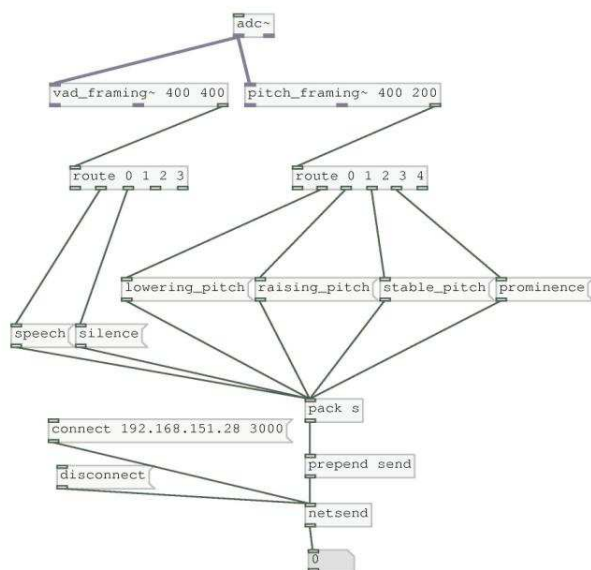 adc~
vad_framing~ 400 400
pitch_framing~ 400 200
route 0 1 2 3
route 0 1 2 3 4
lowering_pitch
raising_pitch
stable_pitch
prominence
speech
silence
pack s
connect 192.168.151.28 3000
prepend send
disconnect
netsend
0